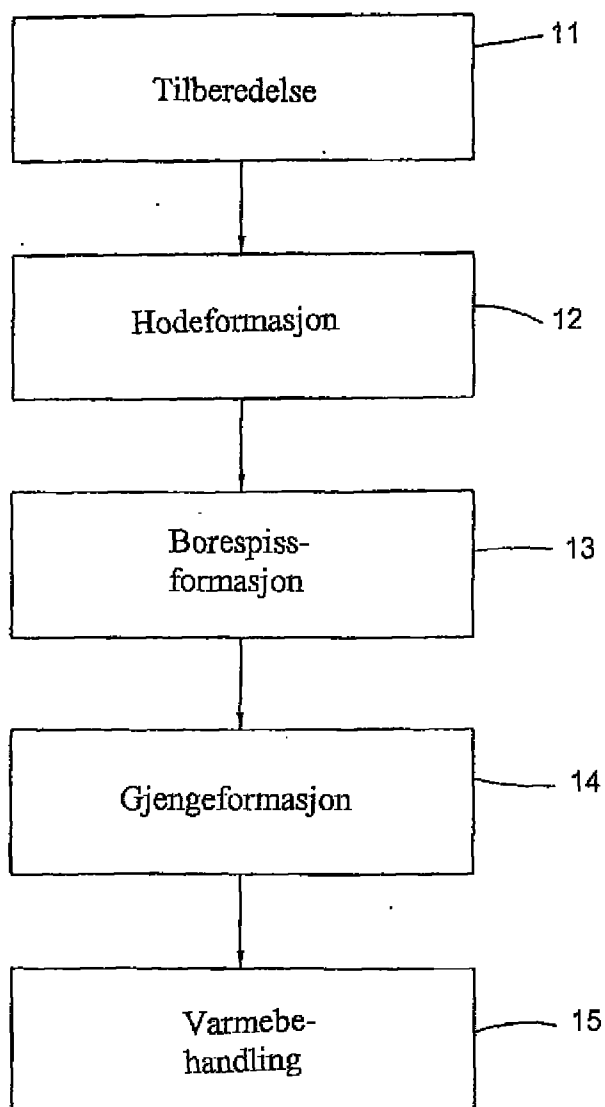 11
Tilberedelse
Hodeformasjon
12
Borespiss-
formasjon
13
Gjengeformasjon
14
Varmebe-
handling
15